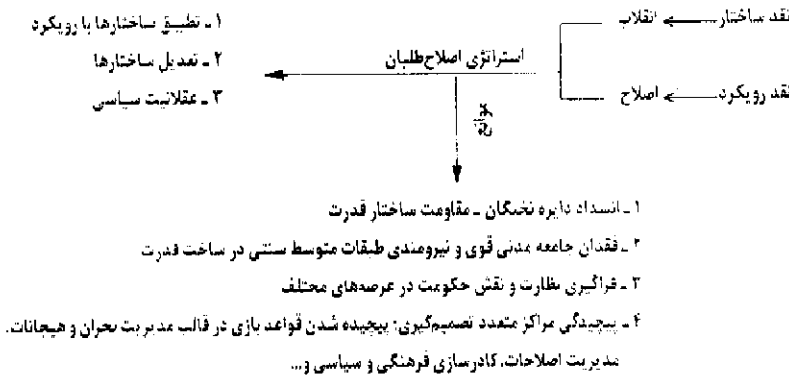 نقد ساختار ← انقلاب
نقد رویکرد ← اصلاح
استراتژی اصلاح‌طلبان
۱ ـ تطبیق ساختارها با رویکرد
۲ ـ تعدیل ساختارها
۳ ـ عقلانیت سیاسی
موانع
۱ ـ انسداد دایره نخبگان ـ مقاومت ساختار قدرت
۲ ـ فقدان جامعه مدنی قوی و نیرومندی طبقات متوسط سنتی در ساخت قدرت
۳ ـ فراگیری نظارت و نقش حکومت در عرصه‌های مختلف
۴ ـ پیچیدگی مراکز متعدد تصمیم‌گیری؛ پیچیده شدن قواعد بازی در قالب مدیریت بحران و هیجانات.
مدیریت اصلاحات، کادرسازی فرهنگی و سیاسی و...